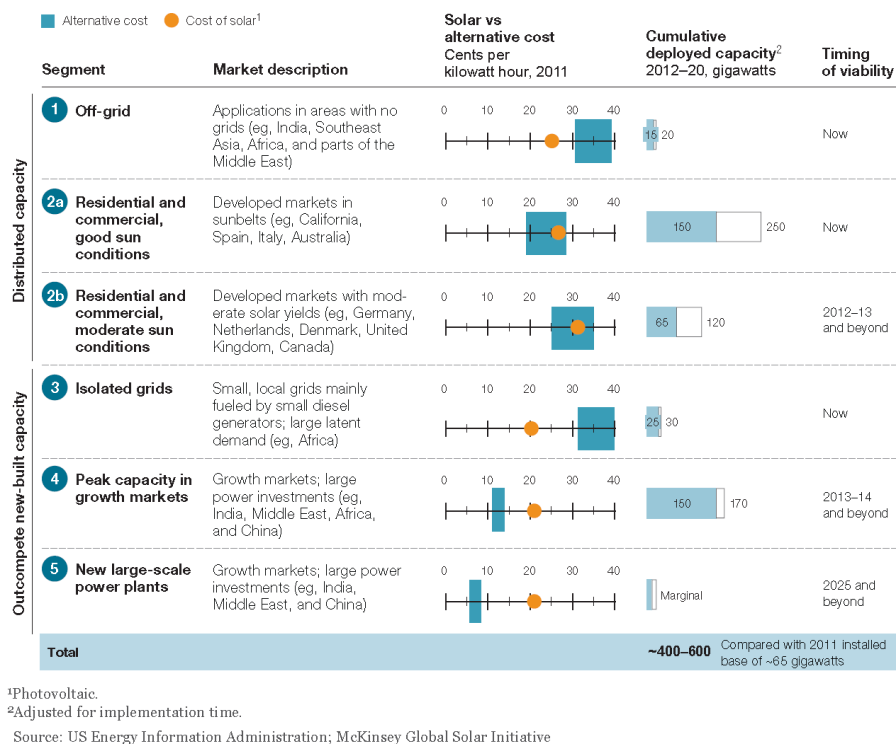 Alternative cost
Cost of solar¹
Solar vs
alternative cost
Cents per
kilowatt hour, 2011
Cumulative
deployed capacity²
2012–20, gigawatts
Timing
of viability
Segment
Market description
Distributed capacity
1 Off-grid
Applications in areas with no
grids (eg, India, Southeast
Asia, Africa, and parts of the
Middle East)
0 10 20 30 40
15 20
Now
2a Residential and
commercial,
good sun
conditions
Developed markets in
sunbelts (eg, California,
Spain, Italy, Australia)
0 10 20 30 40
150 250
Now
2b Residential and
commercial,
moderate sun
conditions
Developed markets with mod-
erate solar yields (eg, Germany,
Netherlands, Denmark, United
Kingdom, Canada)
0 10 20 30 40
65 120
2012–13
and beyond
Outcompete new-built capacity
3 Isolated grids
Small, local grids mainly
fueled by small diesel
generators; large latent
demand (eg, Africa)
0 10 20 30 40
25 30
Now
4 Peak capacity in
growth markets
Growth markets; large
power investments (eg,
India, Middle East, Africa,
and China)
0 10 20 30 40
150 170
2013–14
and beyond
5 New large-scale
power plants
Growth markets; large power
investments (eg, India,
Middle East, and China)
0 10 20 30 40
Marginal
2025 and
beyond
Total
~400–600
Compared with 2011 installed
base of ~65 gigawatts
¹Photovoltaic.
²Adjusted for implementation time.
Source: US Energy Information Administration; McKinsey Global Solar Initiative